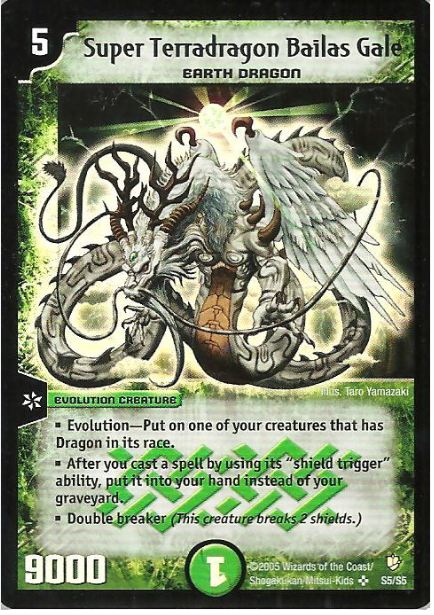 5
Super Terradragon Bailas Gale
EARTH DRAGON
illus. Taro Yamazaki
EVOLUTION CREATURE
▪ Evolution—Put on one of your creatures that has
Dragon in its race.
▪ After you cast a spell by using its "shield trigger"
ability, put it into your hand instead of your
graveyard.
▪ Double breaker (This creature breaks 2 shields.)
9000
1
©2005 Wizards of the Coast/
Shogakukan/Mitsui-Kids
S5/S5